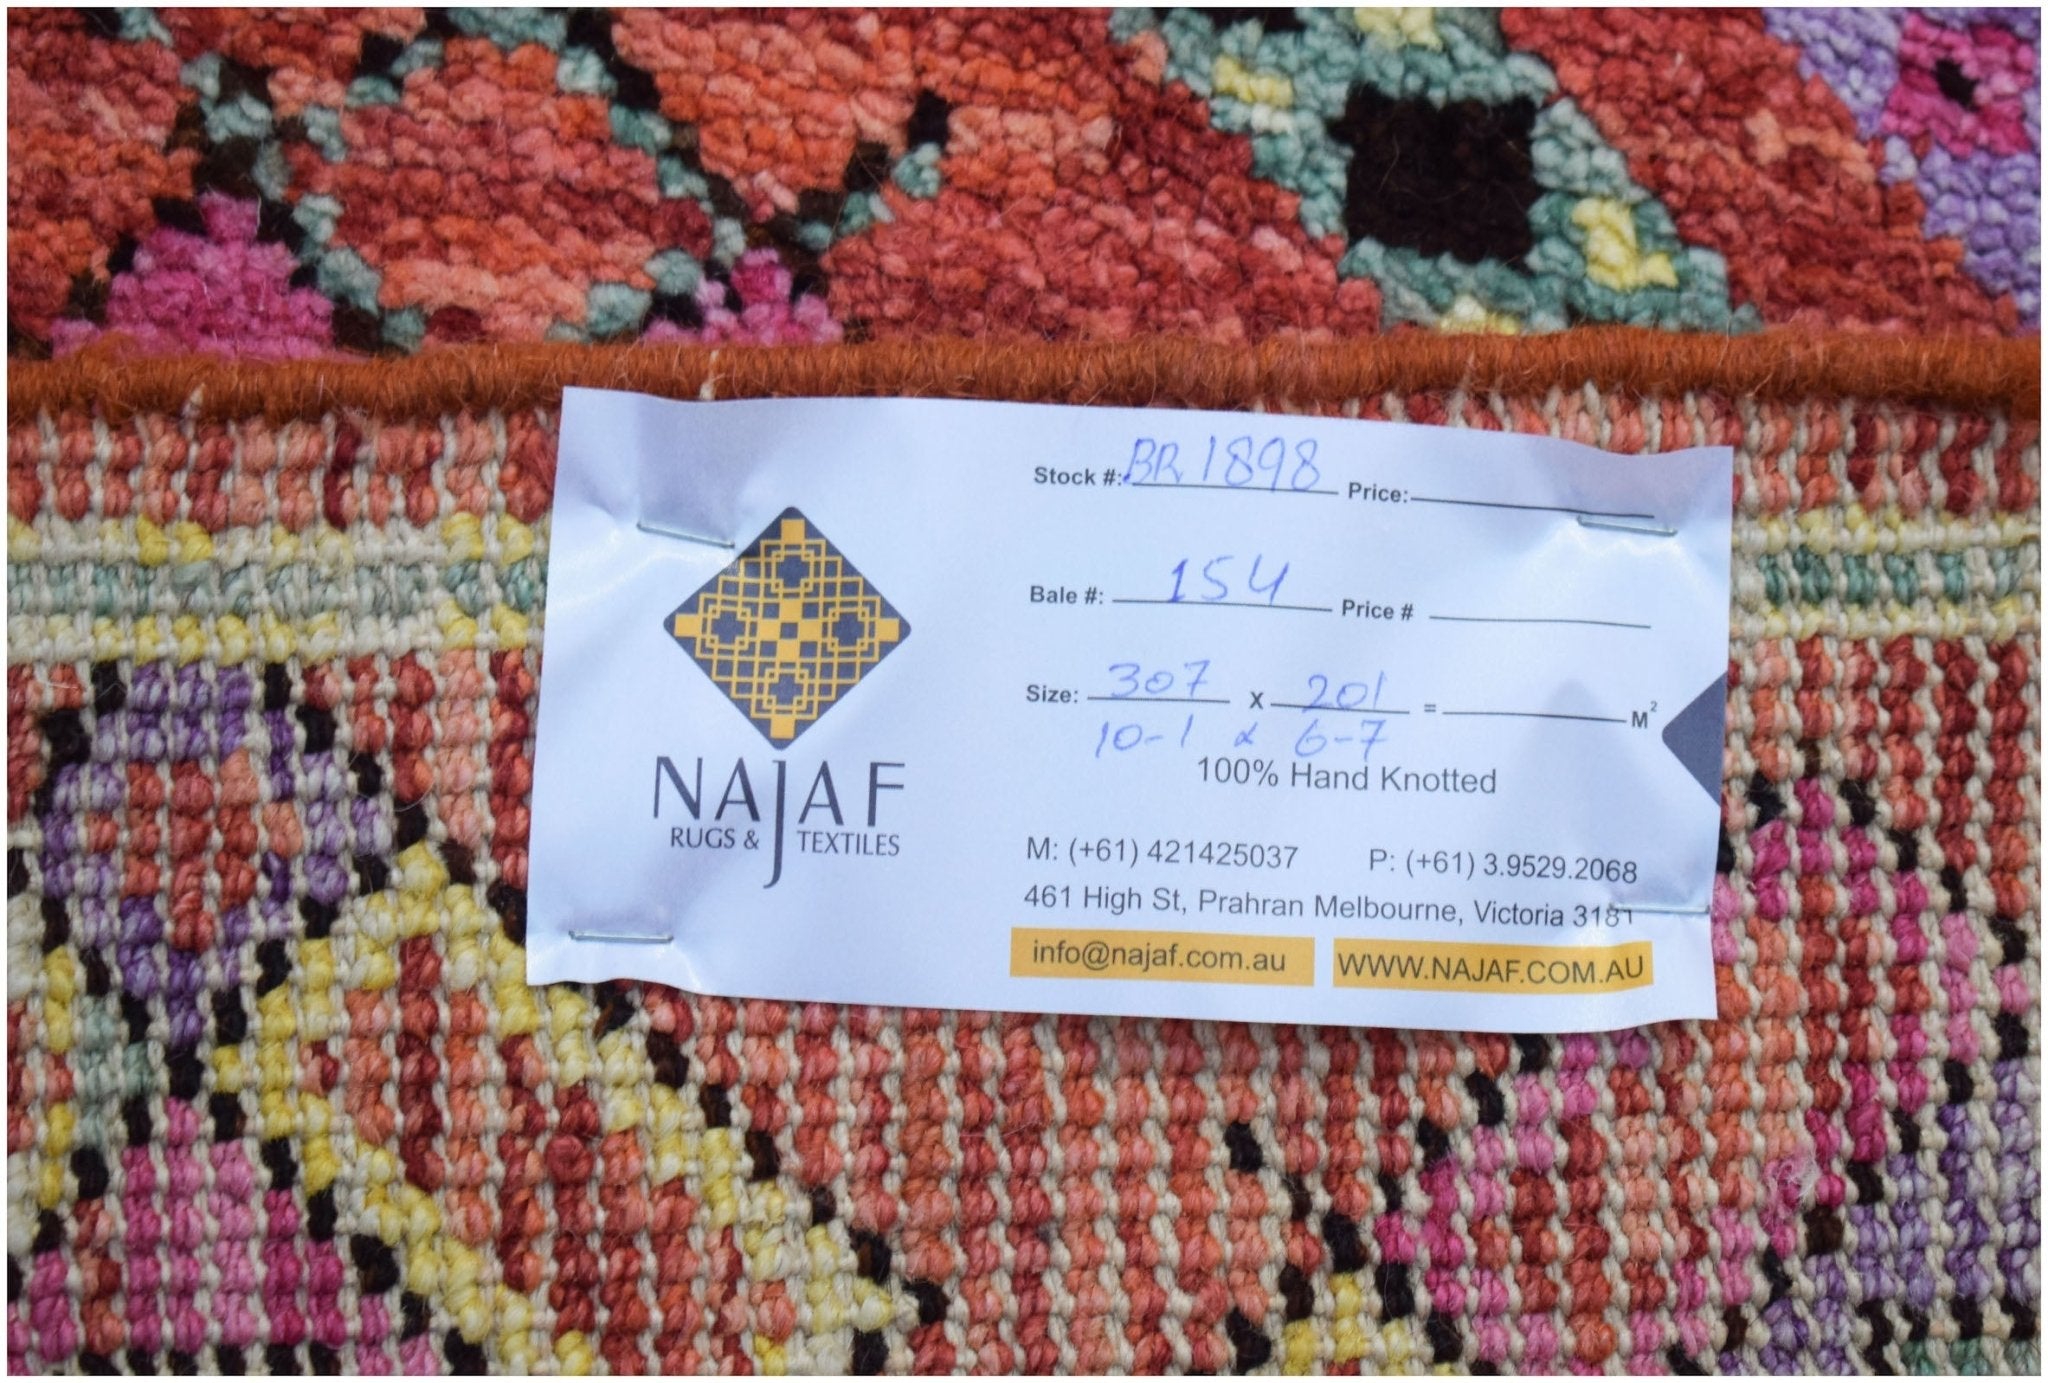 Stock #: BR 1898 Price:
Bale #: 154 Price #
Size: 307 x 201 = M²
10-1 x 6-7
100% Hand Knotted
NAJAF
RUGS & TEXTILES
M: (+61) 421425037 P: (+61) 3.9529.2068
461 High St, Prahran Melbourne, Victoria 3181
info@najaf.com.au WWW.NAJAF.COM.AU